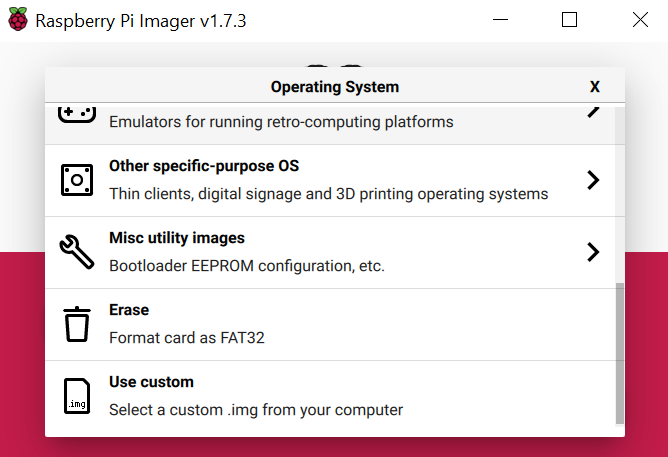 Raspberry Pi Imager v1.7.3
Operating System
X
Emulators for running retro-computing platforms
Other specific-purpose OS
Thin clients, digital signage and 3D printing operating systems
Misc utility images
Bootloader EEPROM configuration, etc.
Erase
Format card as FAT32
Use custom
.img
Select a custom .img from your computer